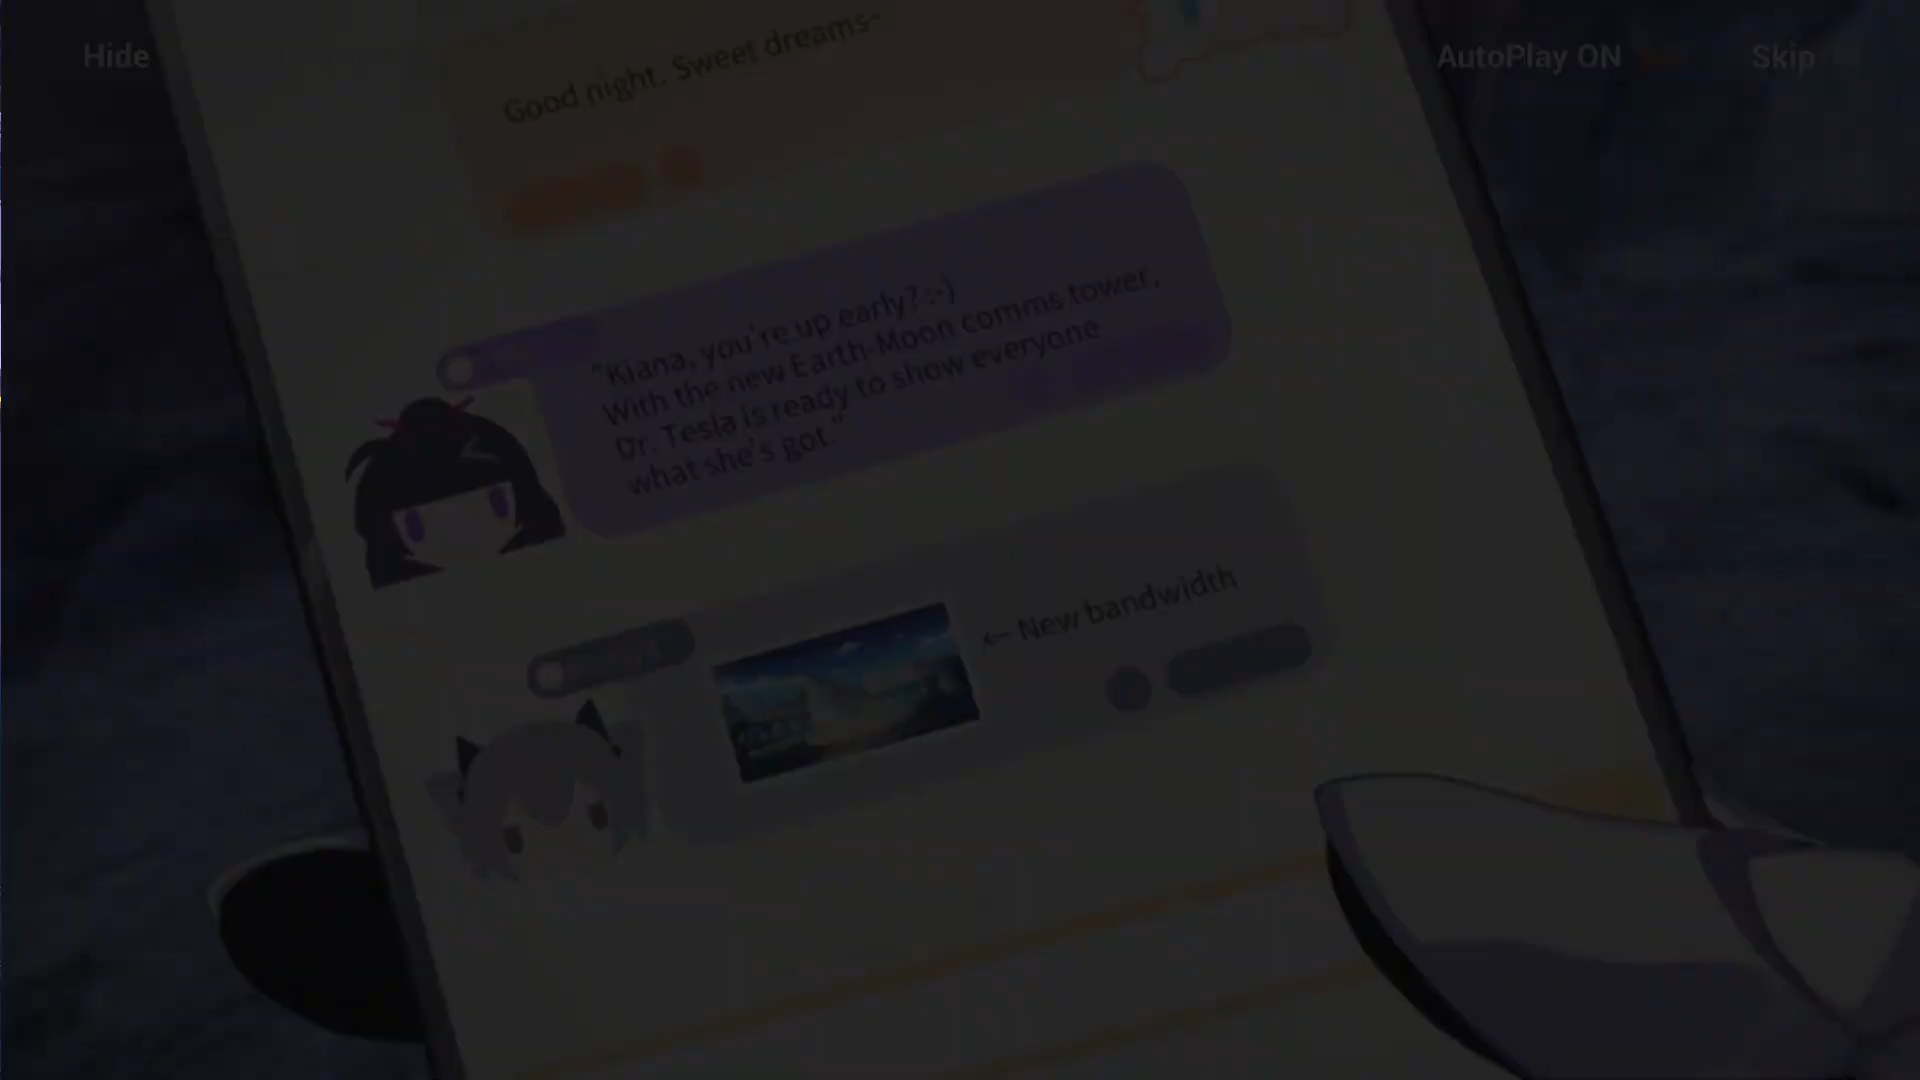 Hide
AutoPlay ON
Skip
Good night. Sweet dreams~
"Kiana, you're up early? :-)
With the new Earth-Moon comms tower,
Dr. Tesla is ready to show everyone
what she's got."
← New bandwidth